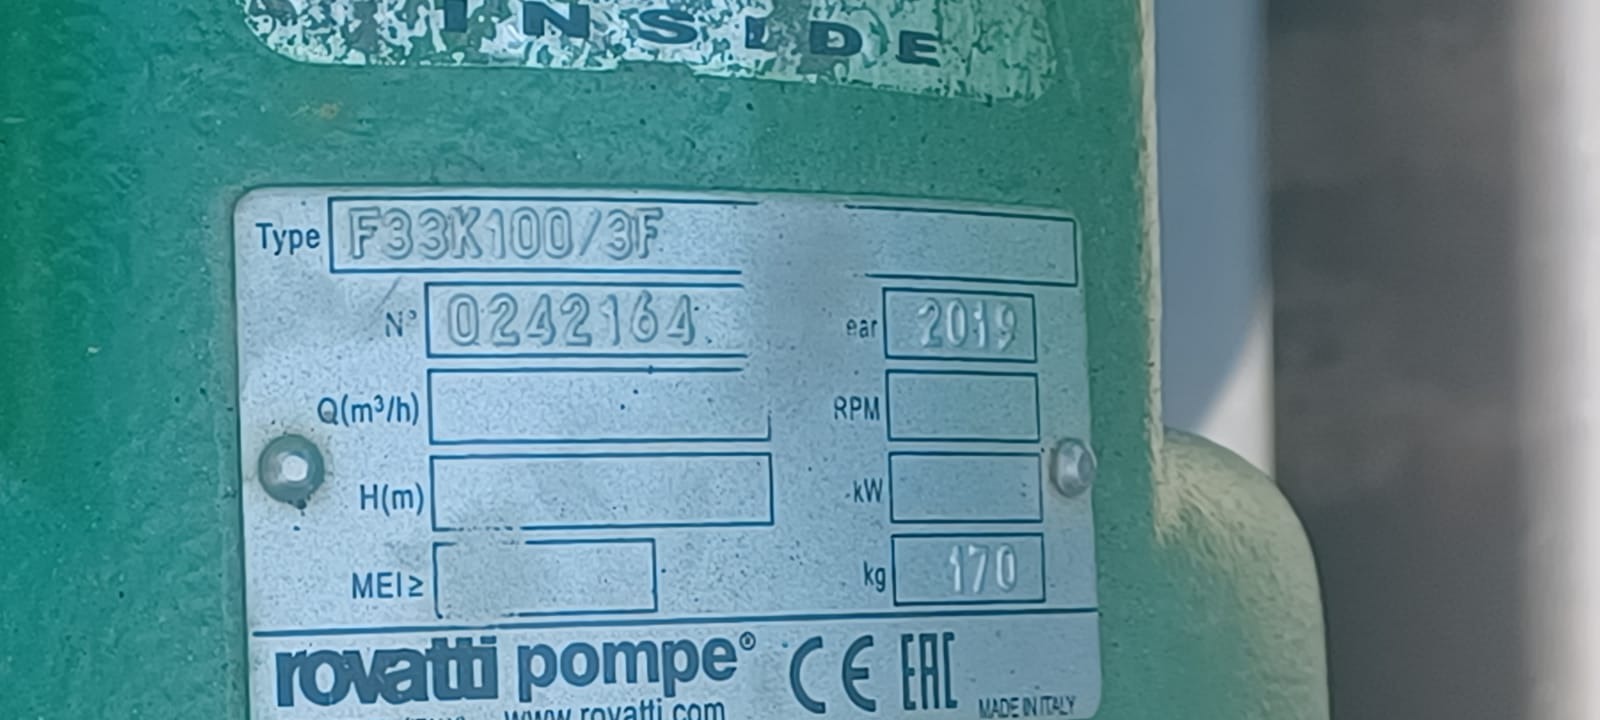 INSIDE
Type F33K100/3F
N° 0242164 ear 2019
Q(m³/h) RPM
H(m) kW
MEI≥ kg 170
rovatti pompe® CE EAC
www.rovatti.com MADE IN ITALY